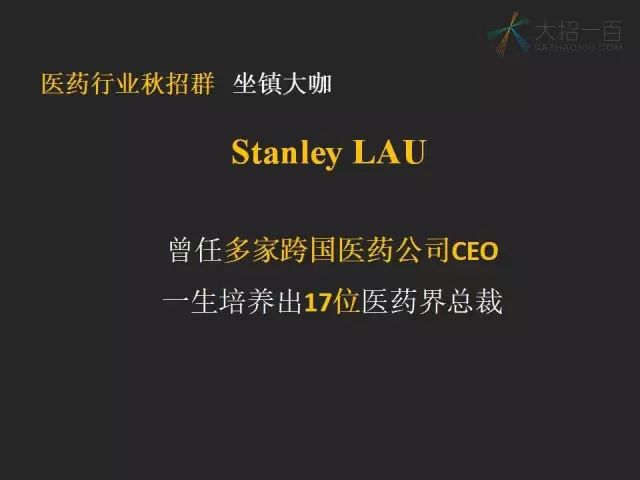 大招一百
DAZHAO100.COM
医药行业秋招群 坐镇大咖
Stanley LAU
曾任多家跨国医药公司CEO
一生培养出17位医药界总裁